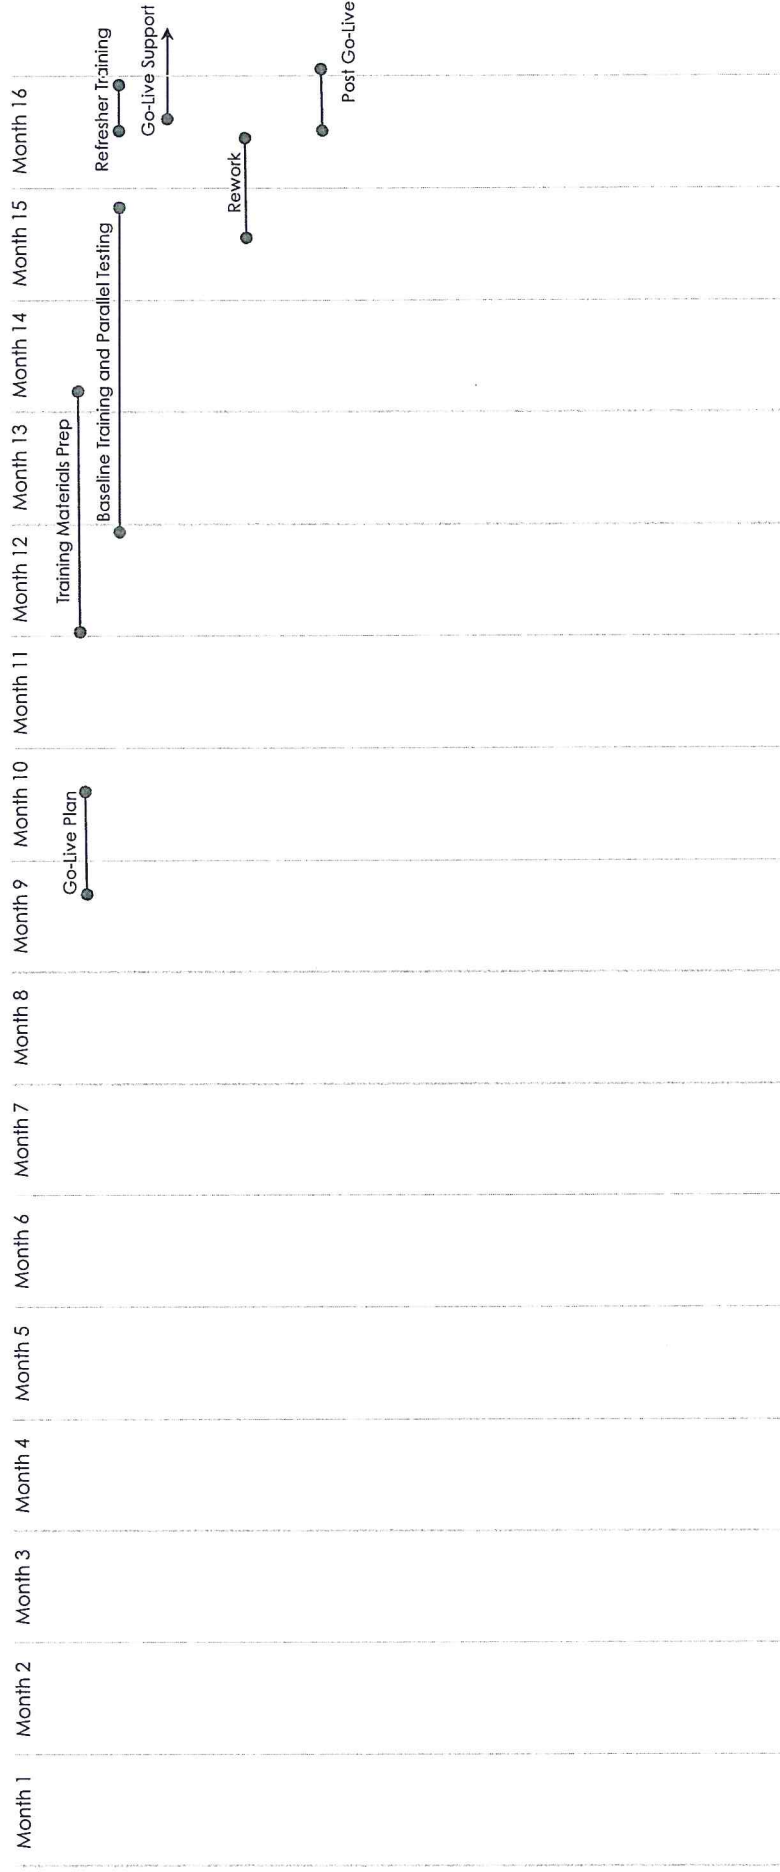 Month 1
Month 2
Month 3
Month 4
Month 5
Month 6
Month 7
Month 8
Month 9
Month 10
Month 11
Month 12
Month 13
Month 14
Month 15
Month 16
Go-Live Plan
Training Materials Prep
Baseline Training and Parallel Testing
Refresher Training
Go-Live Support
Rework
Post Go-Live